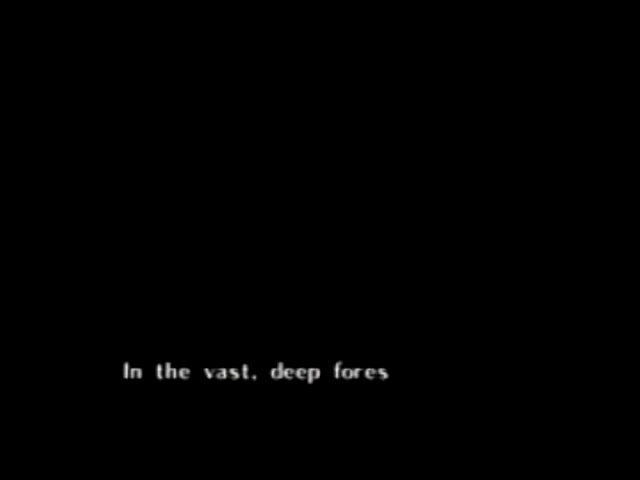 In the vast, deep fores